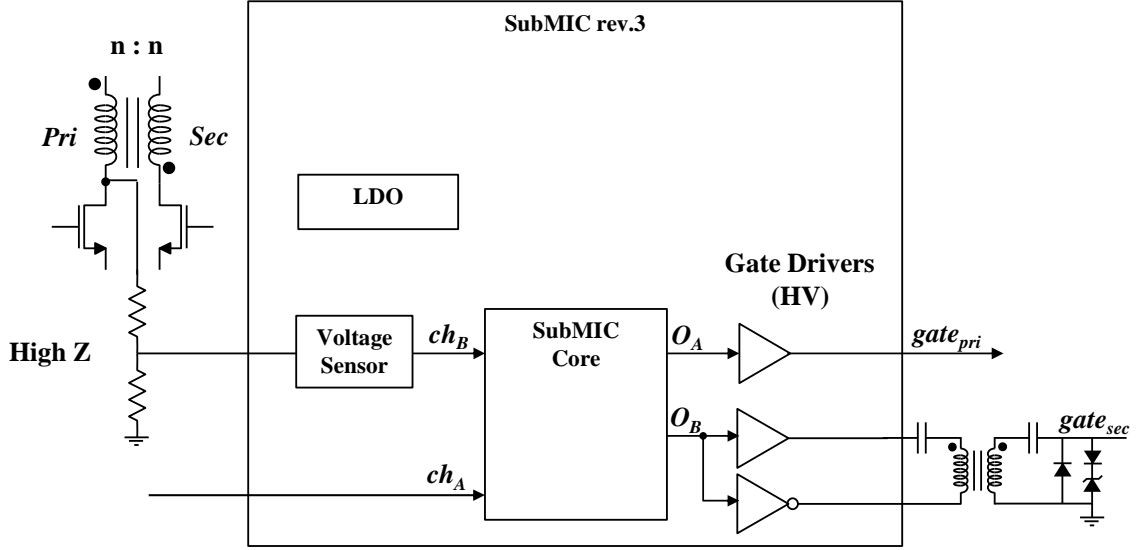 SubMIC rev.3
n : n
Pri
Sec
LDO
Gate Drivers
(HV)
High Z
Voltage
Sensor
ch_B
SubMIC
Core
O_A
gate_pri
O_B
gate_sec
ch_A